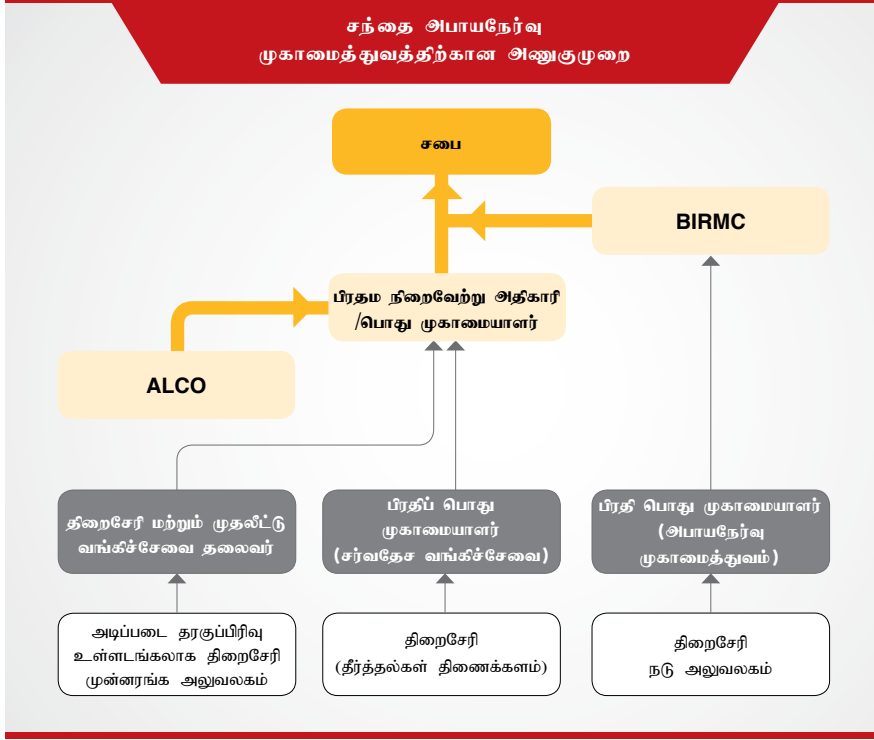 சந்தை அபாயநேர்வு
முகாமைத்துவத்திற்கான அணுகுமுறை
சபை
BIRMC
பிரதம நிறைவேற்று அதிகாரி
/பொது முகாமையாளர்
ALCO
திறைசேரி மற்றும் முதலீட்டு
வங்கிச்சேவை தலைவர்
பிரதிப் பொது
முகாமையாளர்
(சர்வதேச வங்கிச்சேவை)
பிரதி பொது முகாமையாளர்
(அபாயநேர்வு
முகாமைத்துவம்)
அடிப்படை தரகுப்பிரிவு
உள்ளடங்கலாக திறைசேரி
முன்னரங்க அலுவலகம்
திறைசேரி
(தீர்த்தல்கள் திணைக்களம்)
திறைசேரி
நடு அலுவலகம்